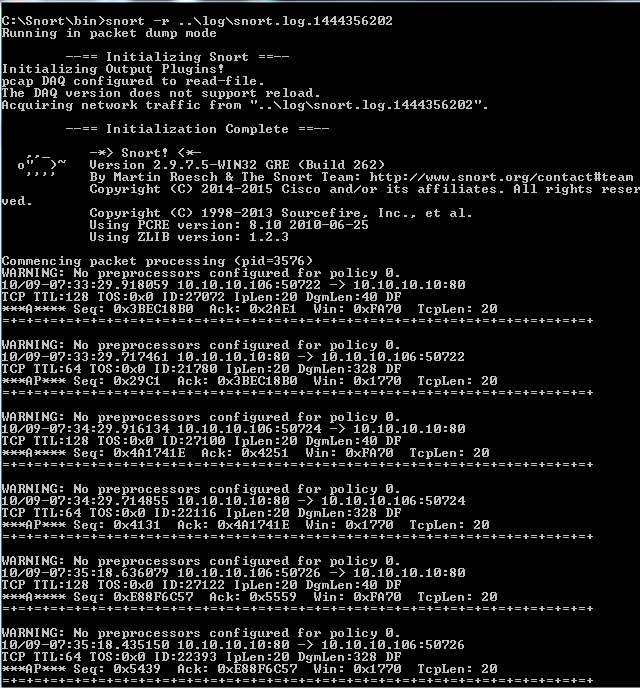 C:\Snort\bin>snort -r ..\log\snort.log.1444356202
Running in packet dump mode
--== Initializing Snort ==--
Initializing Output Plugins!
pcap DAQ configured to read-file.
The DAQ version does not support reload.
Acquiring network traffic from "..\log\snort.log.1444356202".
--== Initialization Complete ==--
,,_ -*> Snort! <*-
o" )~ Version 2.9.7.5-WIN32 GRE (Build 262)
'''' By Martin Roesch & The Snort Team: http://www.snort.org/contact#team
Copyright (C) 2014-2015 Cisco and/or its affiliates. All rights reser
ved.
Copyright (C) 1998-2013 Sourcefire, Inc., et al.
Using PCRE version: 8.10 2010-06-25
Using ZLIB version: 1.2.3
Commencing packet processing (pid=3576)
WARNING: No preprocessors configured for policy 0.
10/09-07:33:29.918059 10.10.10.106:50722 -> 10.10.10.10:80
TCP TTL:128 TOS:0x0 ID:27072 IpLen:20 DgmLen:40 DF
***A**** Seq: 0x3BEC18B0 Ack: 0x2AE1 Win: 0xFA70 TcpLen: 20
=+=+=+=+=+=+=+=+=+=+=+=+=+=+=+=+=+=+=+=+=+=+=+=+=+=+=+=+=+=+=+=+=+=+=+=+=+
WARNING: No preprocessors configured for policy 0.
10/09-07:33:29.717461 10.10.10.10:80 -> 10.10.10.106:50722
TCP TTL:64 TOS:0x0 ID:21780 IpLen:20 DgmLen:328 DF
***AP*** Seq: 0x29C1 Ack: 0x3BEC18B0 Win: 0x1770 TcpLen: 20
=+=+=+=+=+=+=+=+=+=+=+=+=+=+=+=+=+=+=+=+=+=+=+=+=+=+=+=+=+=+=+=+=+=+=+=+=+
WARNING: No preprocessors configured for policy 0.
10/09-07:34:29.916134 10.10.10.106:50724 -> 10.10.10.10:80
TCP TTL:128 TOS:0x0 ID:27100 IpLen:20 DgmLen:40 DF
***A**** Seq: 0x4A1741E Ack: 0x4251 Win: 0xFA70 TcpLen: 20
=+=+=+=+=+=+=+=+=+=+=+=+=+=+=+=+=+=+=+=+=+=+=+=+=+=+=+=+=+=+=+=+=+=+=+=+=+
WARNING: No preprocessors configured for policy 0.
10/09-07:34:29.714855 10.10.10.10:80 -> 10.10.10.106:50724
TCP TTL:64 TOS:0x0 ID:22116 IpLen:20 DgmLen:328 DF
***AP*** Seq: 0x4131 Ack: 0x4A1741E Win: 0x1770 TcpLen: 20
=+=+=+=+=+=+=+=+=+=+=+=+=+=+=+=+=+=+=+=+=+=+=+=+=+=+=+=+=+=+=+=+=+=+=+=+=+
WARNING: No preprocessors configured for policy 0.
10/09-07:35:18.636079 10.10.10.106:50726 -> 10.10.10.10:80
TCP TTL:128 TOS:0x0 ID:27122 IpLen:20 DgmLen:40 DF
***A**** Seq: 0xE88F6C57 Ack: 0x5559 Win: 0xFA70 TcpLen: 20
=+=+=+=+=+=+=+=+=+=+=+=+=+=+=+=+=+=+=+=+=+=+=+=+=+=+=+=+=+=+=+=+=+=+=+=+=+
WARNING: No preprocessors configured for policy 0.
10/09-07:35:18.435150 10.10.10.10:80 -> 10.10.10.106:50726
TCP TTL:64 TOS:0x0 ID:22393 IpLen:20 DgmLen:328 DF
***AP*** Seq: 0x5439 Ack: 0xE88F6C57 Win: 0x1770 TcpLen: 20
=+=+=+=+=+=+=+=+=+=+=+=+=+=+=+=+=+=+=+=+=+=+=+=+=+=+=+=+=+=+=+=+=+=+=+=+=+